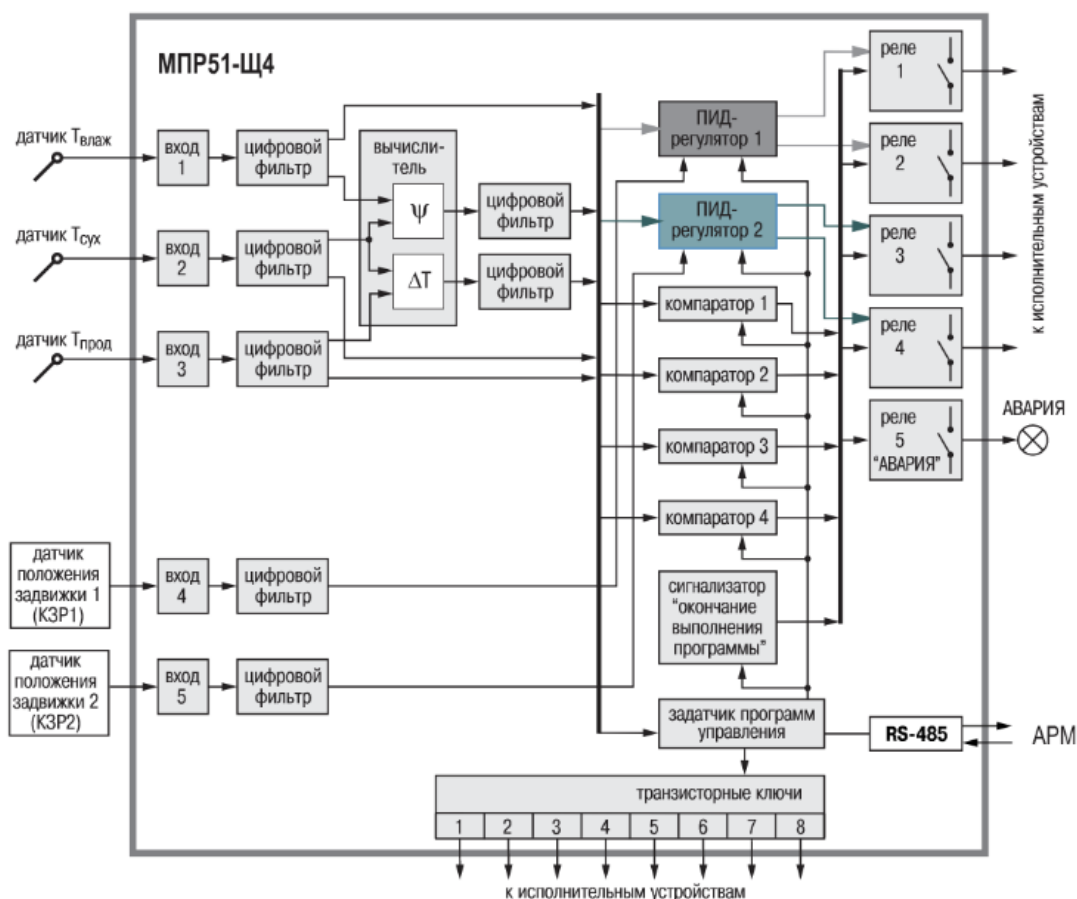 МПР51-Щ4
датчик Tвлаж
вход
1
цифровой
фильтр
датчик Tсух
вход
2
цифровой
фильтр
датчик Tпрод
вход
3
цифровой
фильтр
вычисли-
тель
ψ
ΔT
цифровой
фильтр
цифровой
фильтр
ПИД-
регулятор 1
ПИД-
регулятор 2
компаратор 1
компаратор 2
компаратор 3
компаратор 4
сигнализатор
“окончание
выполнения
программы”
задатчик программ
управления
реле
1
реле
2
реле
3
реле
4
реле
5
“АВАРИЯ”
к исполнительным устройствам
АВАРИЯ
RS-485
АРМ
датчик
положения
задвижки 1
(КЗР1)
вход
4
цифровой
фильтр
датчик
положения
задвижки 2
(КЗР2)
вход
5
цифровой
фильтр
транзисторные ключи
1 2 3 4 5 6 7 8
к исполнительным устройствам